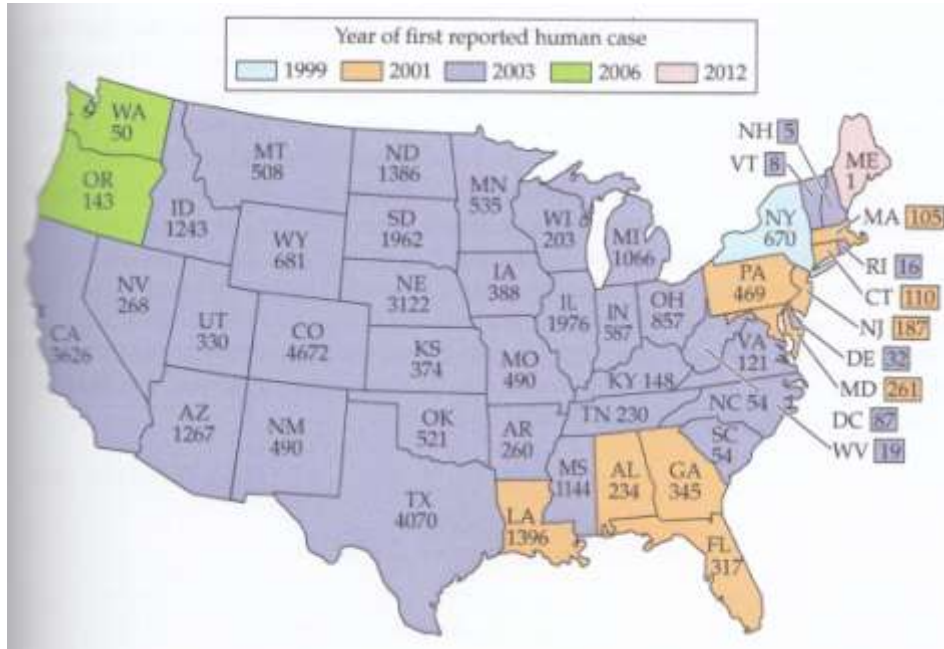 Year of first reported human case
1999 2001 2003 2006 2012
WA
50
OR
143
CA
3626
NV
268
ID
1243
MT
508
WY
681
UT
330
AZ
1267
CO
4672
NM
490
ND
1386
SD
1962
NE
3122
KS
374
OK
521
TX
4070
MN
535
IA
388
MO
490
AR
260
LA
1396
WI
203
IL
1976
MI
1066
IN
587
OH
857
KY 148
TN 230
MS
1144
AL
234
GA
345
FL
317
SC
54
NC 54
VA
121
PA
469
NY
670
ME
1
NH 5
VT 8
MA 105
RI 16
CT 110
NJ 187
DE 32
MD 261
DC 87
WV 19